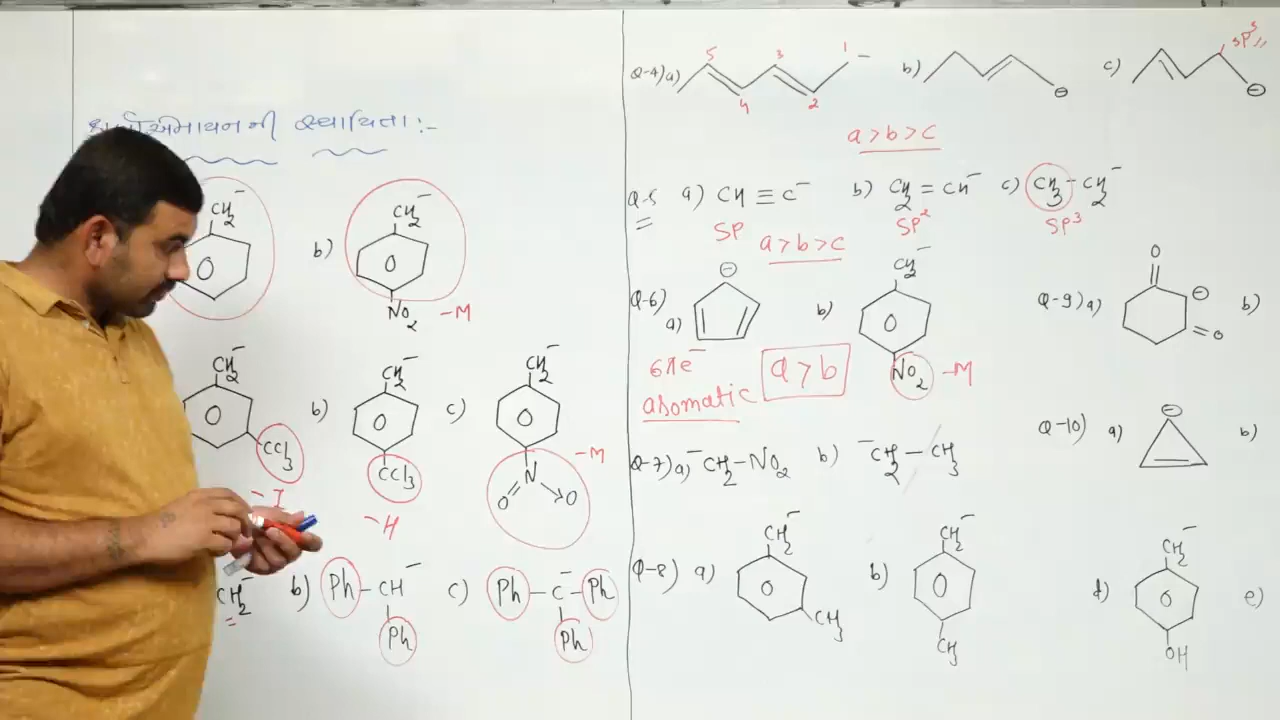 સ્થાયિતા :-
CH₂⁻
b) CH₂⁻
NO₂ -M
CH₂⁻
CCl₃
-I
b) CH₂⁻
CCl₃
-H
c) CH₂⁻
N
O O
-M
CH₂⁻
b) Ph-CH⁻
Ph
c) Ph-C⁻-Ph
Ph
Q-4) a) 5 4 3 2 1 -
b) ⊖
c) SP³ ⊖
a > b > c
Q-5 a) CH ≡ C⁻ b) CH₂ = CH⁻ c) CH₃-CH₂⁻
SP SP² SP³
a > b > c
Q-6) a) ⊖
6πe⁻
aromatic
a > b
b) CH₂⁻
NO₂ -M
Q-7) a) ⁻CH₂-NO₂ b) ⁻CH₂-CH₃
Q-8) a) CH₂⁻
CH₃
b) CH₂⁻
CH₃
d) CH₂⁻
OH
e)
Q-9) a) O ⊖ =O b)
Q-10) a) ⊖ b)